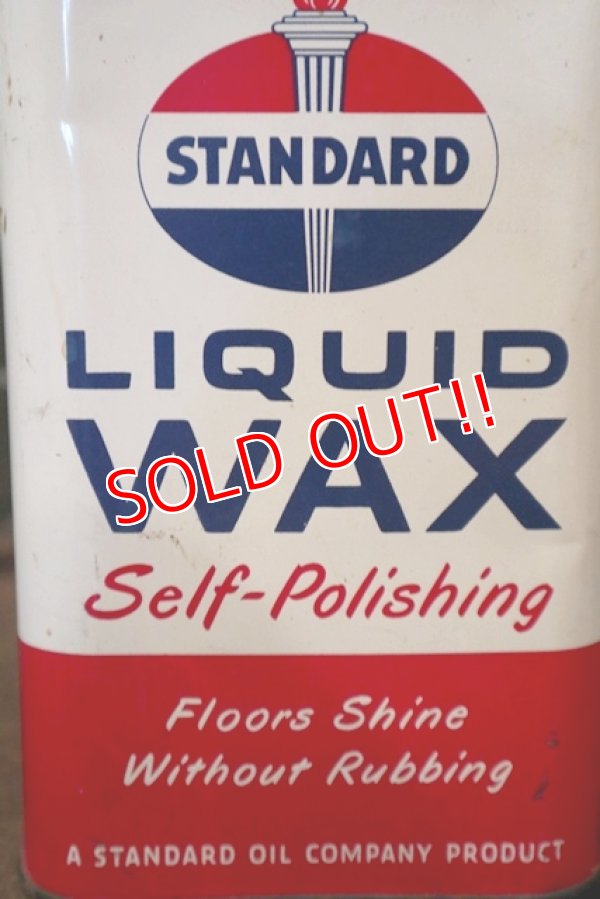 STANDARD
LIQUID
WAX
SOLD OUT!!
Self-Polishing
Floors Shine
Without Rubbing
A STANDARD OIL COMPANY PRODUCT